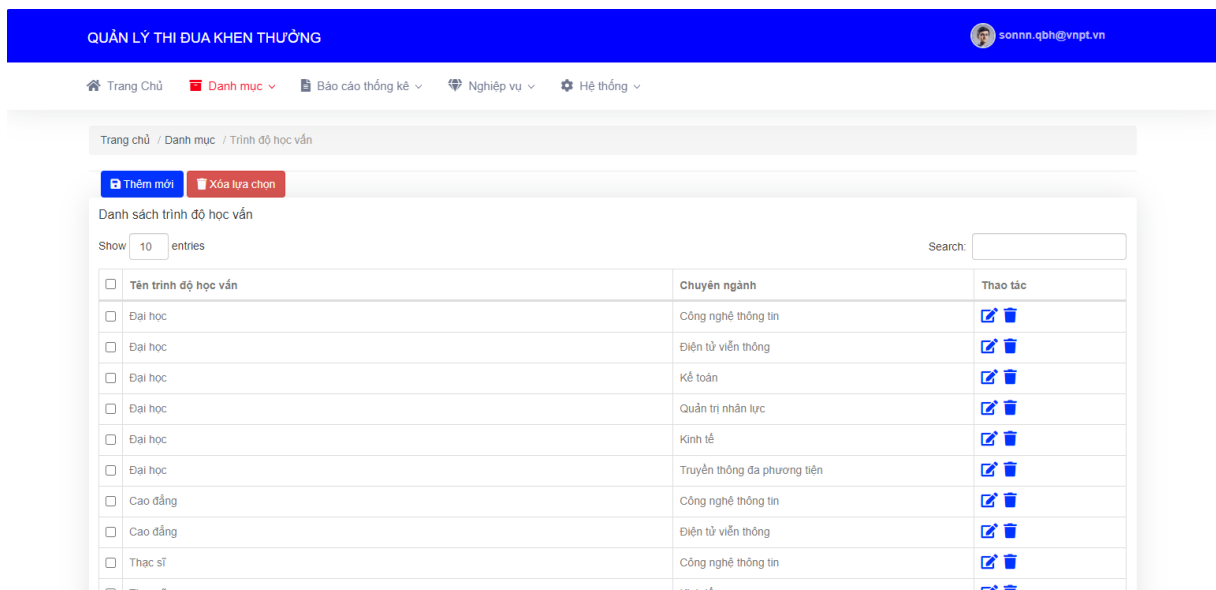 QUẢN LÝ THI ĐUA KHEN THƯỞNG
sonnn.qbh@vnpt.vn
Trang Chủ Danh mục Báo cáo thống kê Nghiệp vụ Hệ thống
Trang chủ / Danh mục / Trình độ học vấn
Thêm mới Xóa lựa chọn
Danh sách trình độ học vấn
Show 10 entries Search:
Tên trình độ học vấn Chuyên ngành Thao tác
Đại học Công nghệ thông tin
Đại học Điện tử viễn thông
Đại học Kế toán
Đại học Quản trị nhân lực
Đại học Kinh tế
Đại học Truyền thông đa phương tiện
Cao đẳng Công nghệ thông tin
Cao đẳng Điện tử viễn thông
Thạc sĩ Công nghệ thông tin